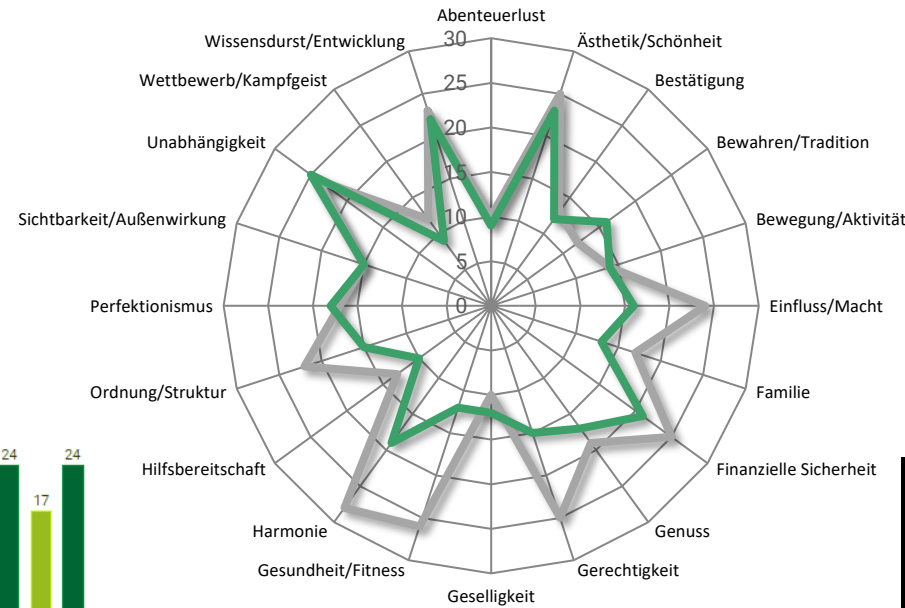 Abenteuerlust
Wissensdurst/Entwicklung
30
Ästhetik/Schönheit
Wettbewerb/Kampfgeist
25
Bestätigung
20
Unabhängigkeit
15
Bewahren/Tradition
10
Sichtbarkeit/Außenwirkung
5
Bewegung/Aktivität
Perfektionismus
0
Einfluss/Macht
Ordnung/Struktur
Familie
Hilfsbereitschaft
Finanzielle Sicherheit
Harmonie
Genuss
Gesundheit/Fitness
Gerechtigkeit
Geselligkeit
24
17
24